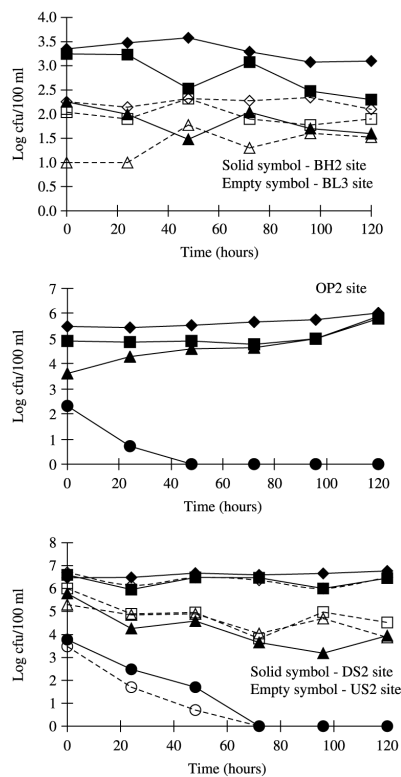 4.0
3.5
3.0
2.5
2.0
1.5
1.0
0.5
0.0
Log cfu/100 ml
Solid symbol - BH2 site
Empty symbol - BL3 site
0 20 40 60 80 100 120
Time (hours)
OP2 site
7
6
5
4
3
2
1
0
Log cfu/100 ml
0 20 40 60 80 100 120
Time (hours)
8
7
6
5
4
3
2
1
0
Log cfu/100 ml
Solid symbol - DS2 site
Empty symbol - US2 site
0 20 40 60 80 100 120
Time (hours)